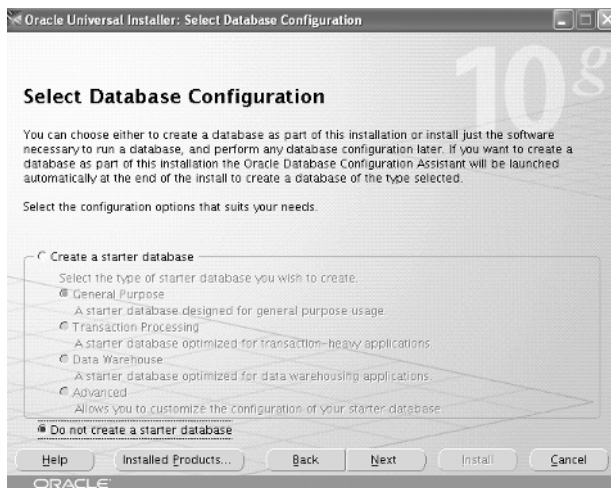 Oracle Universal Installer: Select Database Configuration
10g
Select Database Configuration
You can choose either to create a database as part of this installation or install just the software
necessary to run a database, and perform any database configuration later. If you want to create a
database as part of this installation the Oracle Database Configuration Assistant will be launched
automatically at the end of the install to create a database of the type selected.
Select the configuration options that suits your needs.
Create a starter database
Select the type of starter database you wish to create.
General Purpose
A starter database designed for general purpose usage.
Transaction Processing
A starter database optimized for transaction-heavy applications.
Data Warehouse
A starter database optimized for data warehousing applications.
Advanced
Allows you to customize the configuration of your starter database.
Do not create a starter database
Help Installed Products... Back Next Install Cancel
ORACLE